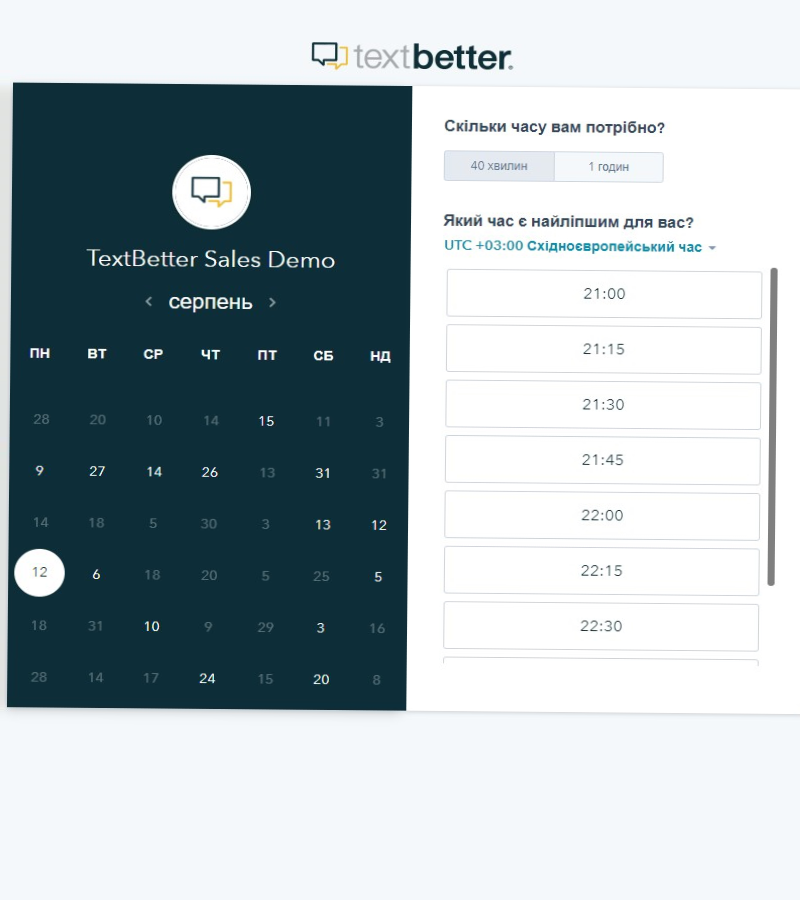 textbetter.
TextBetter Sales Demo
серпень
ПН ВТ СР ЧТ ПТ СБ НД
28 20 10 14 15 11 3
9 27 14 26 13 31 31
14 18 5 30 3 13 12
12 6 18 20 5 25 5
18 31 10 9 29 3 16
28 14 17 24 15 20 8
Скільки часу вам потрібно?
40 хвилин 1 годин
Який час є найліпшим для вас?
UTC +03:00 Східноєвропейський час
21:00
21:15
21:30
21:45
22:00
22:15
22:30